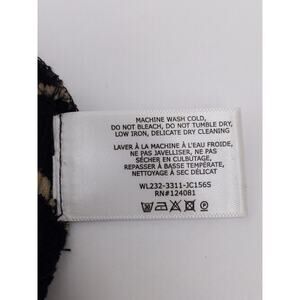 MACHINE WASH COLD,
DO NOT BLEACH, DO NOT TUMBLE DRY,
LOW IRON, DELICATE DRY CLEANING
LAVER À LA MACHINE À L'EAU FROIDE,
NE PAS JAVELLISER, NE PAS
SÉCHER EN CULBUTAGE,
REPASSER À BASSE TEMPÉRATE,
NETTOYAGE À SEC DÉLICAT
WL232-3311-JC156S
RN#124081